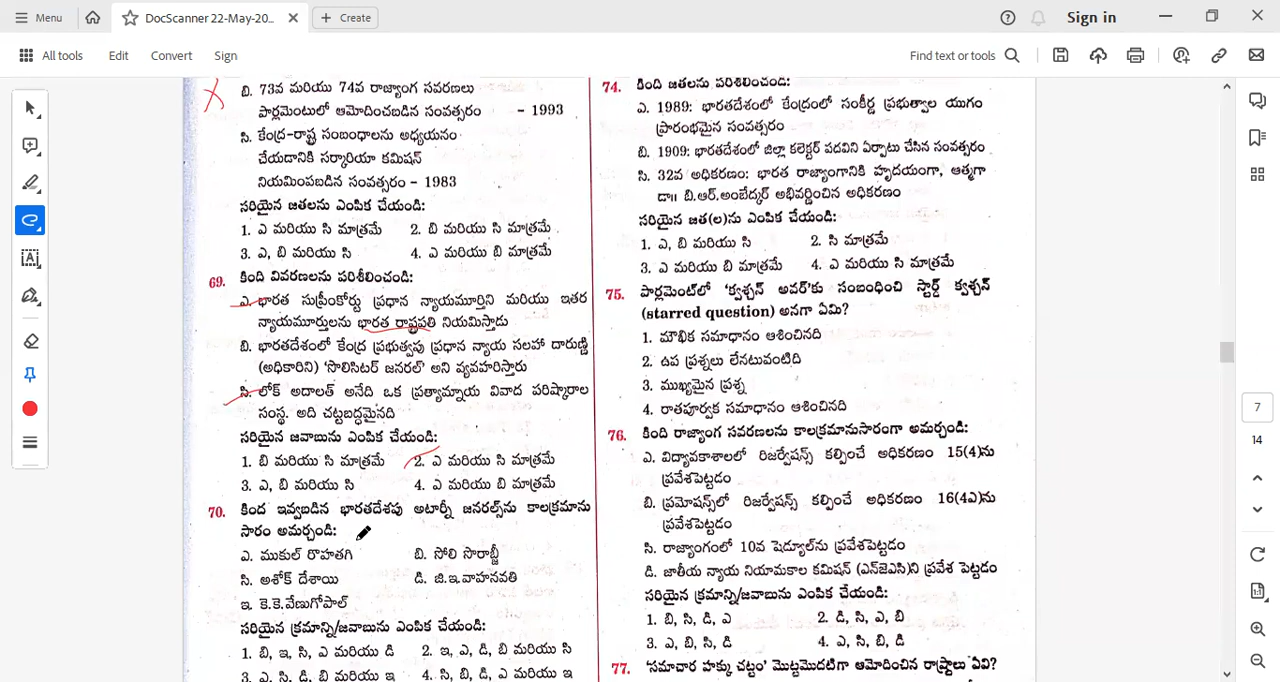 Menu
DocScanner 22-May-20...
Create
Sign in
All tools
Edit
Convert
Sign
Find text or tools
బి. 73వ మరియు 74వ రాజ్యాంగ సవరణలు
పార్లమెంటులో ఆమోదించబడిన సంవత్సరం - 1993
సి. కేంద్ర-రాష్ట్ర సంబంధాలను అధ్యయనం
చేయడానికి సర్కారియా కమిషన్
నియమింపబడిన సంవత్సరం - 1983
సరియైన జతలను ఎంపిక చేయండి:
1. ఎ మరియు సి మాత్రమే 2. బి మరియు సి మాత్రమే
3. ఎ, బి మరియు సి 4. ఎ మరియు బి మాత్రమే
69. కింది వివరణలను పరిశీలించండి:
ఎ. భారత సుప్రీంకోర్టు ప్రధాన న్యాయమూర్తిని మరియు ఇతర
న్యాయమూర్తులను భారత రాష్ట్రపతి నియమిస్తాడు
బి. భారతదేశంలో కేంద్ర ప్రభుత్వపు ప్రధాన న్యాయ సలహా దారుణ్ణి
(అధికారిని) 'సొలిసిటర్ జనరల్' అని వ్యవహరిస్తారు
సి. లోక్ అదాలత్ అనేది ఒక ప్రత్యామ్నాయ వివాద పరిష్కారాల
సంస్థ. అది చట్టబద్ధమైనది
సరియైన జవాబును ఎంపిక చేయండి:
1. బి మరియు సి మాత్రమే 2. ఎ మరియు సి మాత్రమే
3. ఎ, బి మరియు సి 4. ఎ మరియు బి మాత్రమే
70. కింద ఇవ్వబడిన భారతదేశపు అటార్నీ జనరల్స్‌ను కాలక్రమాను
సారం అమర్చండి:
ఎ. ముకుల్ రొహతగి బి. సోలి సొరాబ్జీ
సి. అశోక్ దేశాయి డి. జి.ఇ.వాహనవతి
ఇ. కె.కె.వేణుగోపాల్
సరియైన క్రమాన్ని/జవాబును ఎంపిక చేయండి:
1. బి, ఇ, సి, ఎ మరియు డి 2. ఇ, ఎ, డి, బి మరియు సి
3. ఎ, సి, డి, బి మరియు ఇ 4. సి, బి, డి, ఎ మరియు ఇ
74. కింది జతలను పరిశీలించండి:
ఎ. 1989: భారతదేశంలో కేంద్రంలో సంకీర్ణ ప్రభుత్వాల యుగం
ప్రారంభమైన సంవత్సరం
బి. 1909: భారతదేశంలో జిల్లా కలెక్టర్ పదవిని ఏర్పాటు చేసిన సంవత్సరం
సి. 32వ అధికరణం: భారత రాజ్యాంగానికి హృదయంగా, ఆత్మగా
డా॥ బి.ఆర్.అంబేద్కర్ అభివర్ణించిన అధికరణం
సరియైన జత(ల)ను ఎంపిక చేయండి:
1. ఎ, బి మరియు సి 2. సి మాత్రమే
3. ఎ మరియు బి మాత్రమే 4. ఎ మరియు సి మాత్రమే
75. పార్లమెంట్‌లో 'క్వశ్చన్ అవర్'కు సంబంధించి స్టార్డ్ క్వశ్చన్
(starred question) అనగా ఏమి?
1. మౌఖిక సమాధానం ఆశించినది
2. ఉప ప్రశ్నలు లేనటువంటిది
3. ముఖ్యమైన ప్రశ్న
4. రాతపూర్వక సమాధానం ఆశించినది
76. కింది రాజ్యాంగ సవరణలను కాలక్రమానుసారంగా అమర్చండి:
ఎ. విద్యావకాశాలలో రిజర్వేషన్స్ కల్పించే అధికరణం 15(4)ను
ప్రవేశపెట్టడం
బి. ప్రమోషన్స్‌లో రిజర్వేషన్స్ కల్పించే అధికరణం 16(4ఎ)ను
ప్రవేశపెట్టడం
సి. రాజ్యాంగంలో 10వ షెడ్యూల్‌ను ప్రవేశపెట్టడం
డి. జాతీయ న్యాయ నియామకాల కమిషన్ (ఎన్‌జెఎసి)ని ప్రవేశ పెట్టడం
సరియైన క్రమాన్ని/జవాబును ఎంపిక చేయండి:
1. బి, సి, డి, ఎ 2. డి, సి, ఎ, బి
3. ఎ, బి, సి, డి 4. ఎ, సి, బి, డి
77. 'సమాచార హక్కు చట్టం' మొట్టమొదటిగా ఆమోదించిన రాష్ట్రాలు ఏవి?
7
14